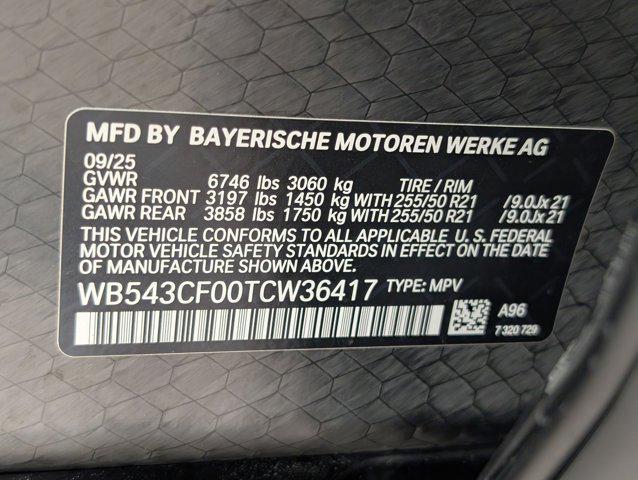 MFD BY BAYERISCHE MOTOREN WERKE AG
09/25
GVWR 6746 lbs 3060 kg TIRE / RIM
GAWR FRONT 3197 lbs 1450 kg WITH 255/50 R21 /9.0Jx21
GAWR REAR 3858 lbs 1750 kg WITH 255/50 R21 /9.0Jx21
THIS VEHICLE CONFORMS TO ALL APPLICABLE U.S. FEDERAL
MOTOR VEHICLE SAFETY STANDARDS IN EFFECT ON THE
DATE OF MANUFACTURE SHOWN ABOVE.
WB543CF00TCW36417 TYPE: MPV
A96
7 320 729